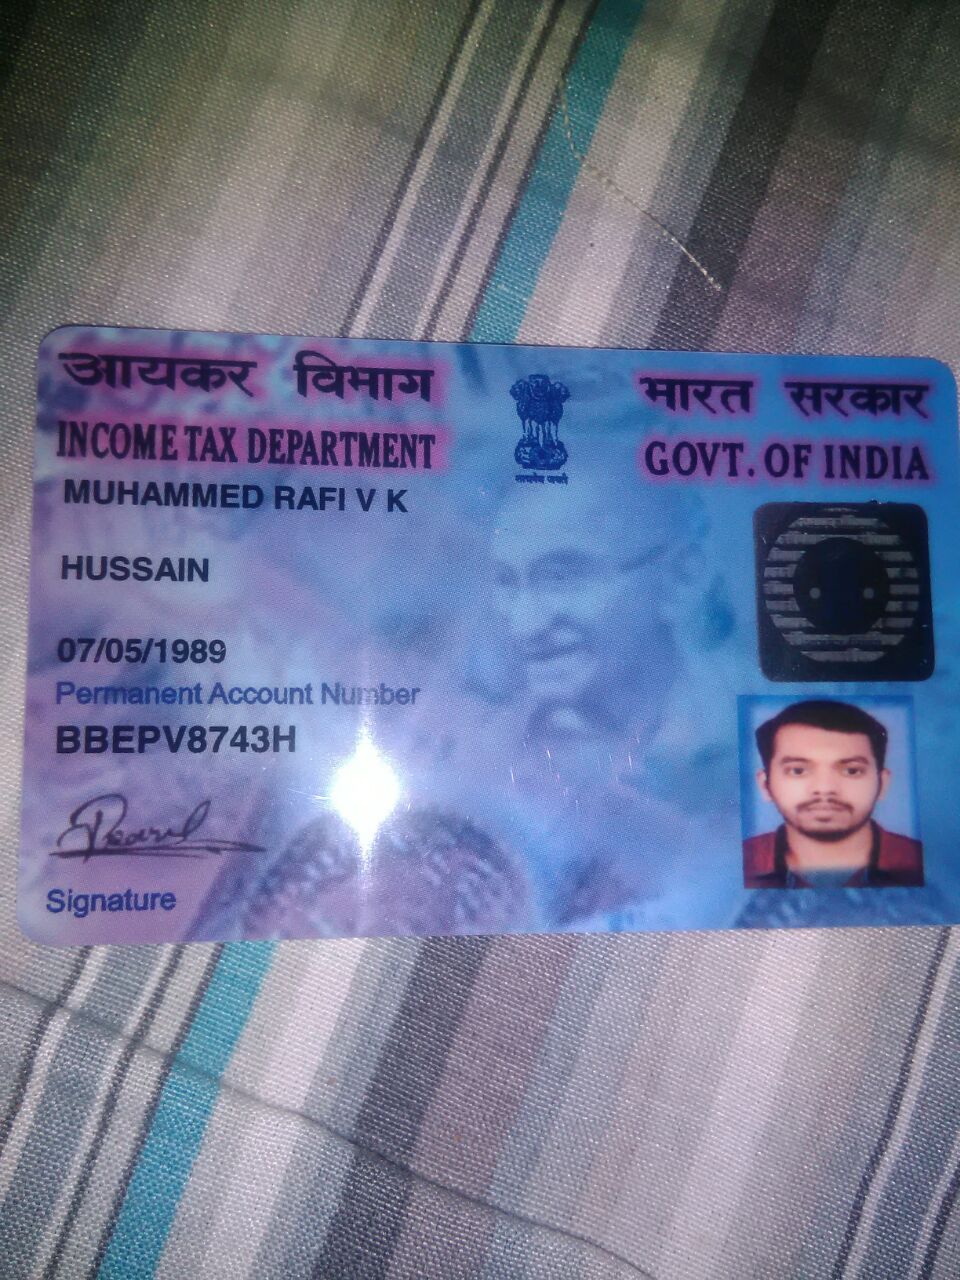 आयकर विभाग
INCOME TAX DEPARTMENT
भारत सरकार
GOVT. OF INDIA
सत्यमेव जयते
MUHAMMED RAFI V K
HUSSAIN
07/05/1989
Permanent Account Number
BBEPV8743H
Signature